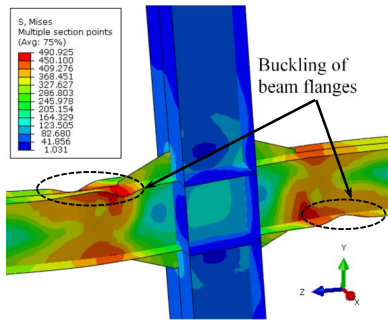 S, Mises
Multiple section points
(Avg: 75%)
490.925
450.100
409.276
368.451
327.627
286.803
245.978
205.154
164.329
123.505
82.680
41.856
1.031
Buckling of
beam flanges
Y
Z
X